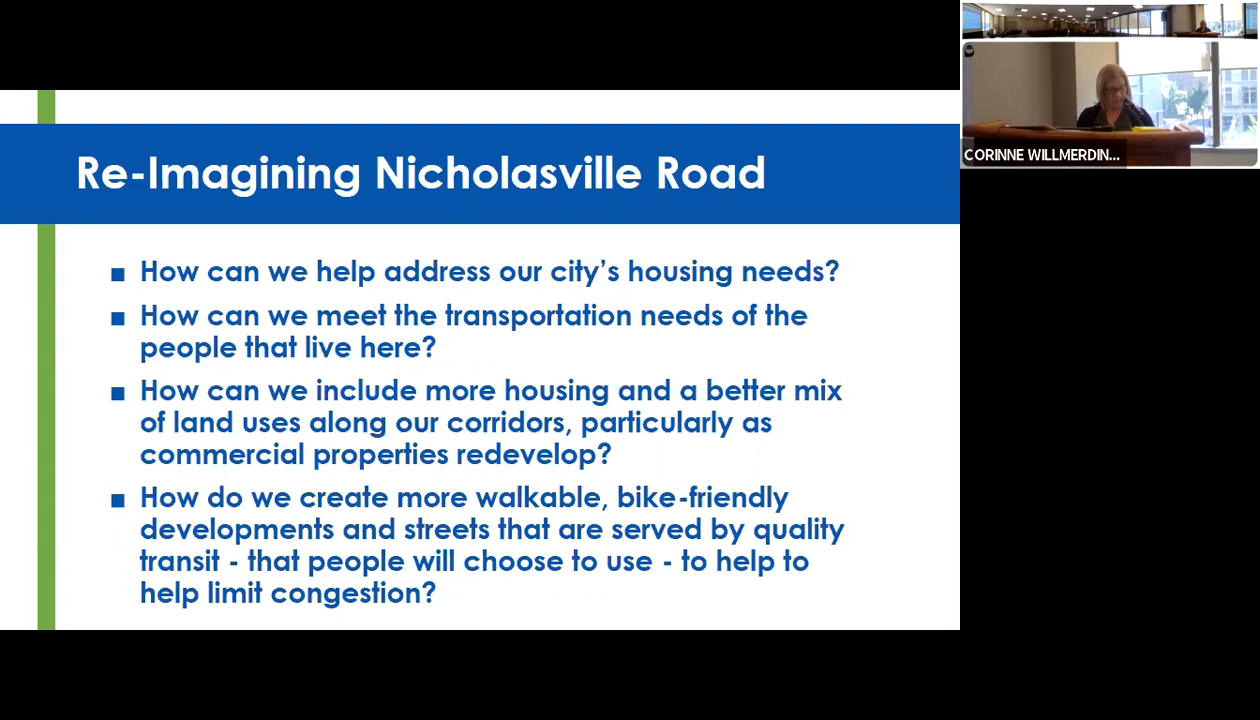 Re-Imagining Nicholasville Road
■ How can we help address our city's housing needs?
■ How can we meet the transportation needs of the
people that live here?
■ How can we include more housing and a better mix
of land uses along our corridors, particularly as
commercial properties redevelop?
■ How do we create more walkable, bike-friendly
developments and streets that are served by quality
transit - that people will choose to use - to help to
help limit congestion?
CORINNE WILLMERDIN...